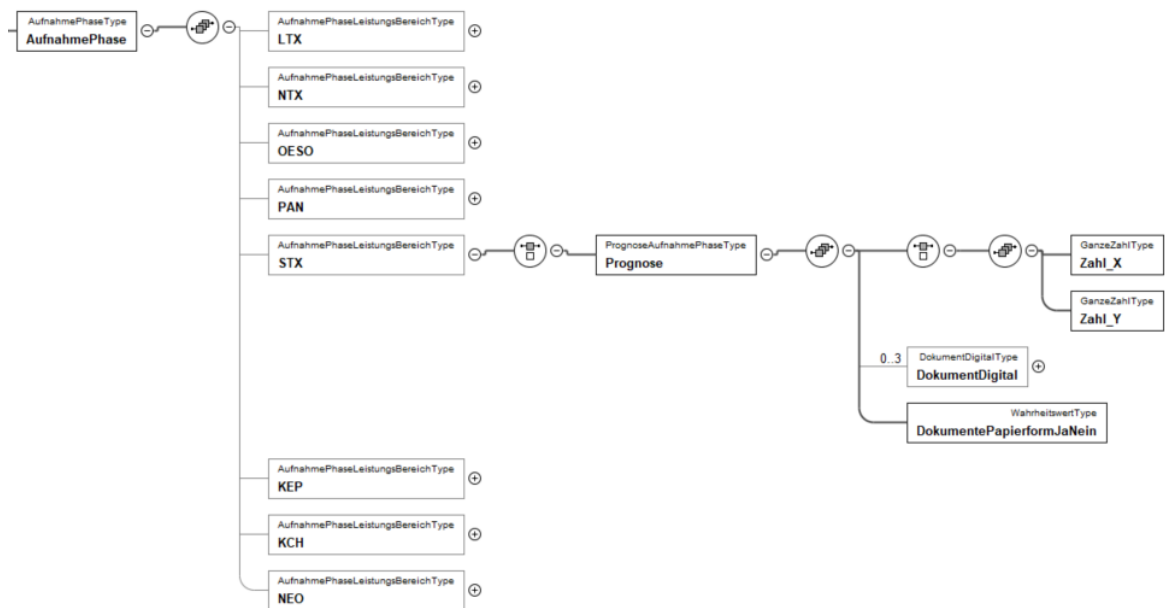 AufnahmePhaseType
AufnahmePhase
AufnahmePhaseLeistungsBereichType
LTX
AufnahmePhaseLeistungsBereichType
NTX
AufnahmePhaseLeistungsBereichType
OESO
AufnahmePhaseLeistungsBereichType
PAN
AufnahmePhaseLeistungsBereichType
STX
PrognoseAufnahmePhaseType
Prognose
GanzeZahlType
Zahl_X
GanzeZahlType
Zahl_Y
0..3
DokumentDigitalType
DokumentDigital
WahrheitswertType
DokumentePapierformJaNein
AufnahmePhaseLeistungsBereichType
KEP
AufnahmePhaseLeistungsBereichType
KCH
AufnahmePhaseLeistungsBereichType
NEO